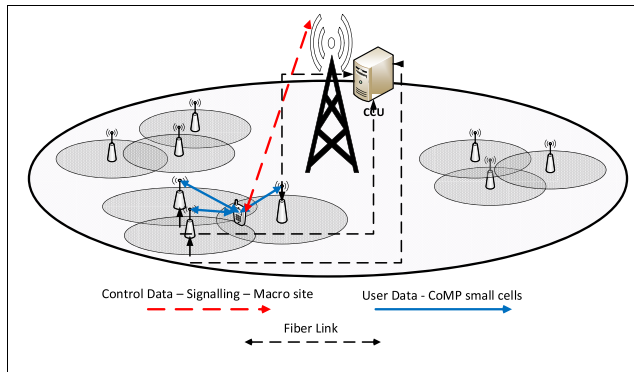 CCU
Control Data – Signalling – Macro site
User Data - CoMP small cells
Fiber Link